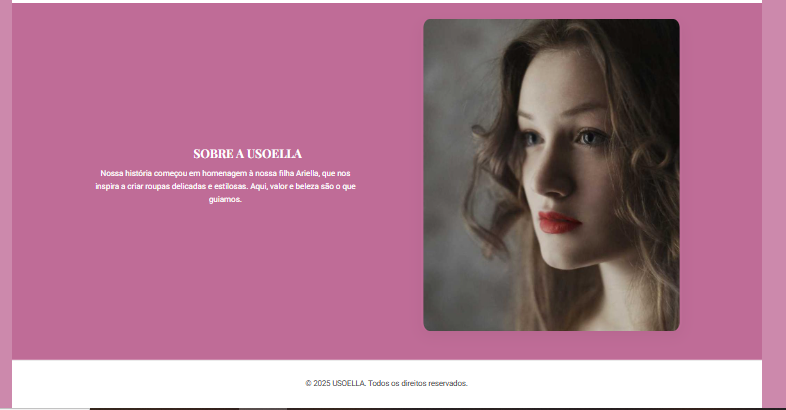 SOBRE A USOELLA
Nossa história começou em homenagem à nossa filha Ariella, que nos
inspira a criar roupas delicadas e estilosas. Aqui, valor e beleza são o que
guiamos.
© 2025 USOELLA. Todos os direitos reservados.